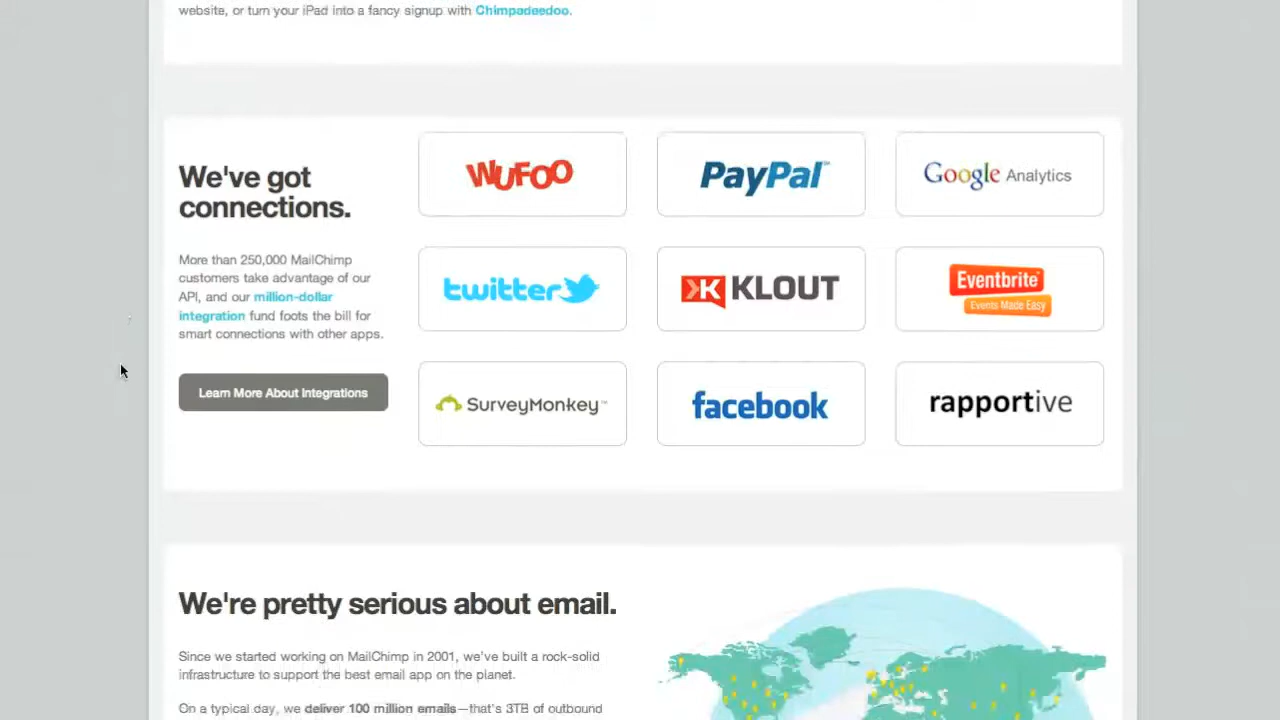 website, or turn your iPad into a fancy signup with Chimpadeedoo.
We've got
connections.
More than 250,000 MailChimp
customers take advantage of our
API, and our million-dollar
integration fund foots the bill for
smart connections with other apps.
Learn More About Integrations
WUFOO
PayPal™
Google Analytics
twitter
KLOUT
Eventbrite
Events Made Easy
SurveyMonkey™
facebook
rapportive
We're pretty serious about email.
Since we started working on MailChimp in 2001, we've built a rock-solid
infrastructure to support the best email app on the planet.
On a typical day, we deliver 100 million emails—that's 3TB of outbound